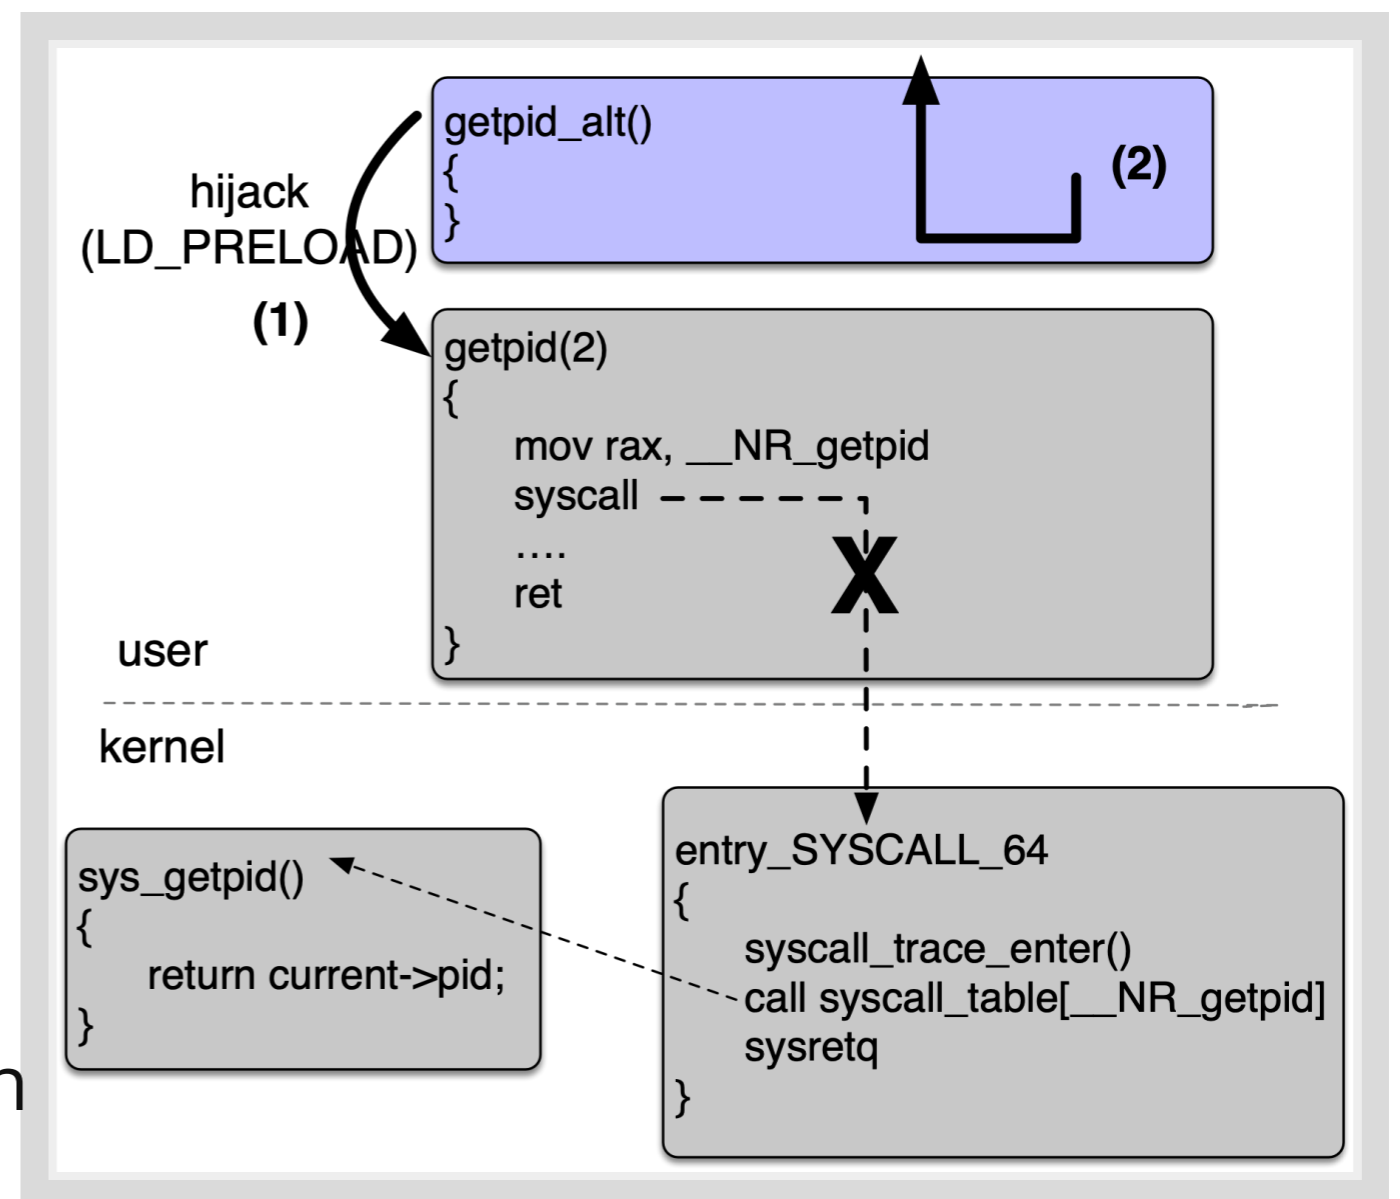 getpid_alt()
{
}
(2)
hijack
(LD_PRELOAD)
(1)
getpid(2)
{
mov rax, __NR_getpid
syscall
....
ret
}
X
user
kernel
sys_getpid()
{
return current->pid;
}
entry_SYSCALL_64
{
syscall_trace_enter()
call syscall_table[__NR_getpid]
sysretq
}
n